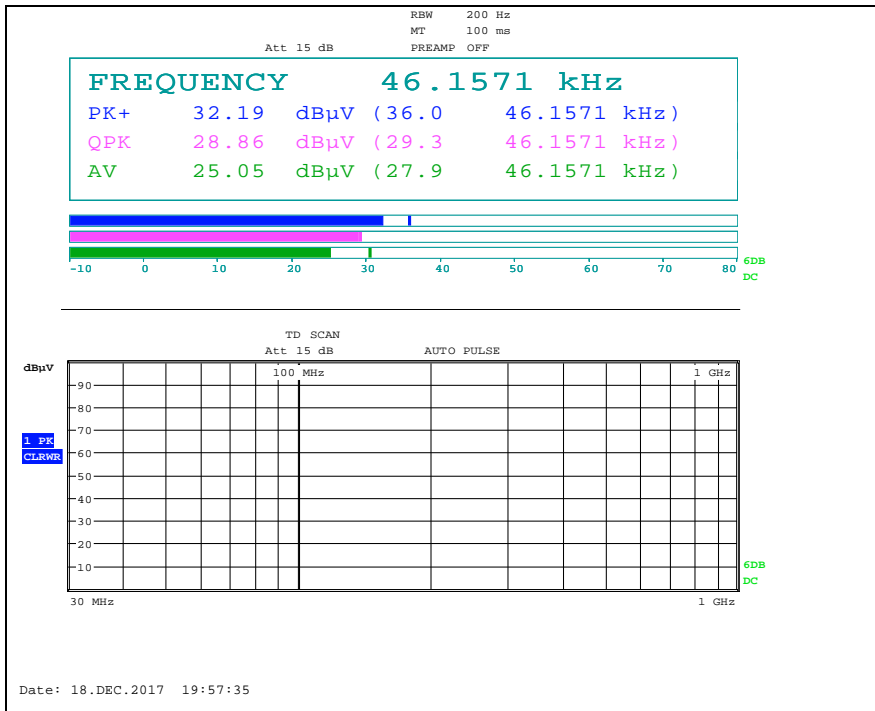 RBW 200 Hz
MT 100 ms
Att 15 dB PREAMP OFF
FREQUENCY 46.1571 kHz
PK+ 32.19 dBµV (36.0 46.1571 kHz)
QPK 28.86 dBµV (29.3 46.1571 kHz)
AV 25.05 dBµV (27.9 46.1571 kHz)
-10 0 10 20 30 40 50 60 70 80
6DB
DC
TD SCAN
Att 15 dB AUTO PULSE
dBµV
100 MHz 1 GHz
90
80
70
1 PK
60
CLRWR
50
40
30
20
10
6DB
DC
30 MHz 1 GHz
Date: 18.DEC.2017 19:57:35